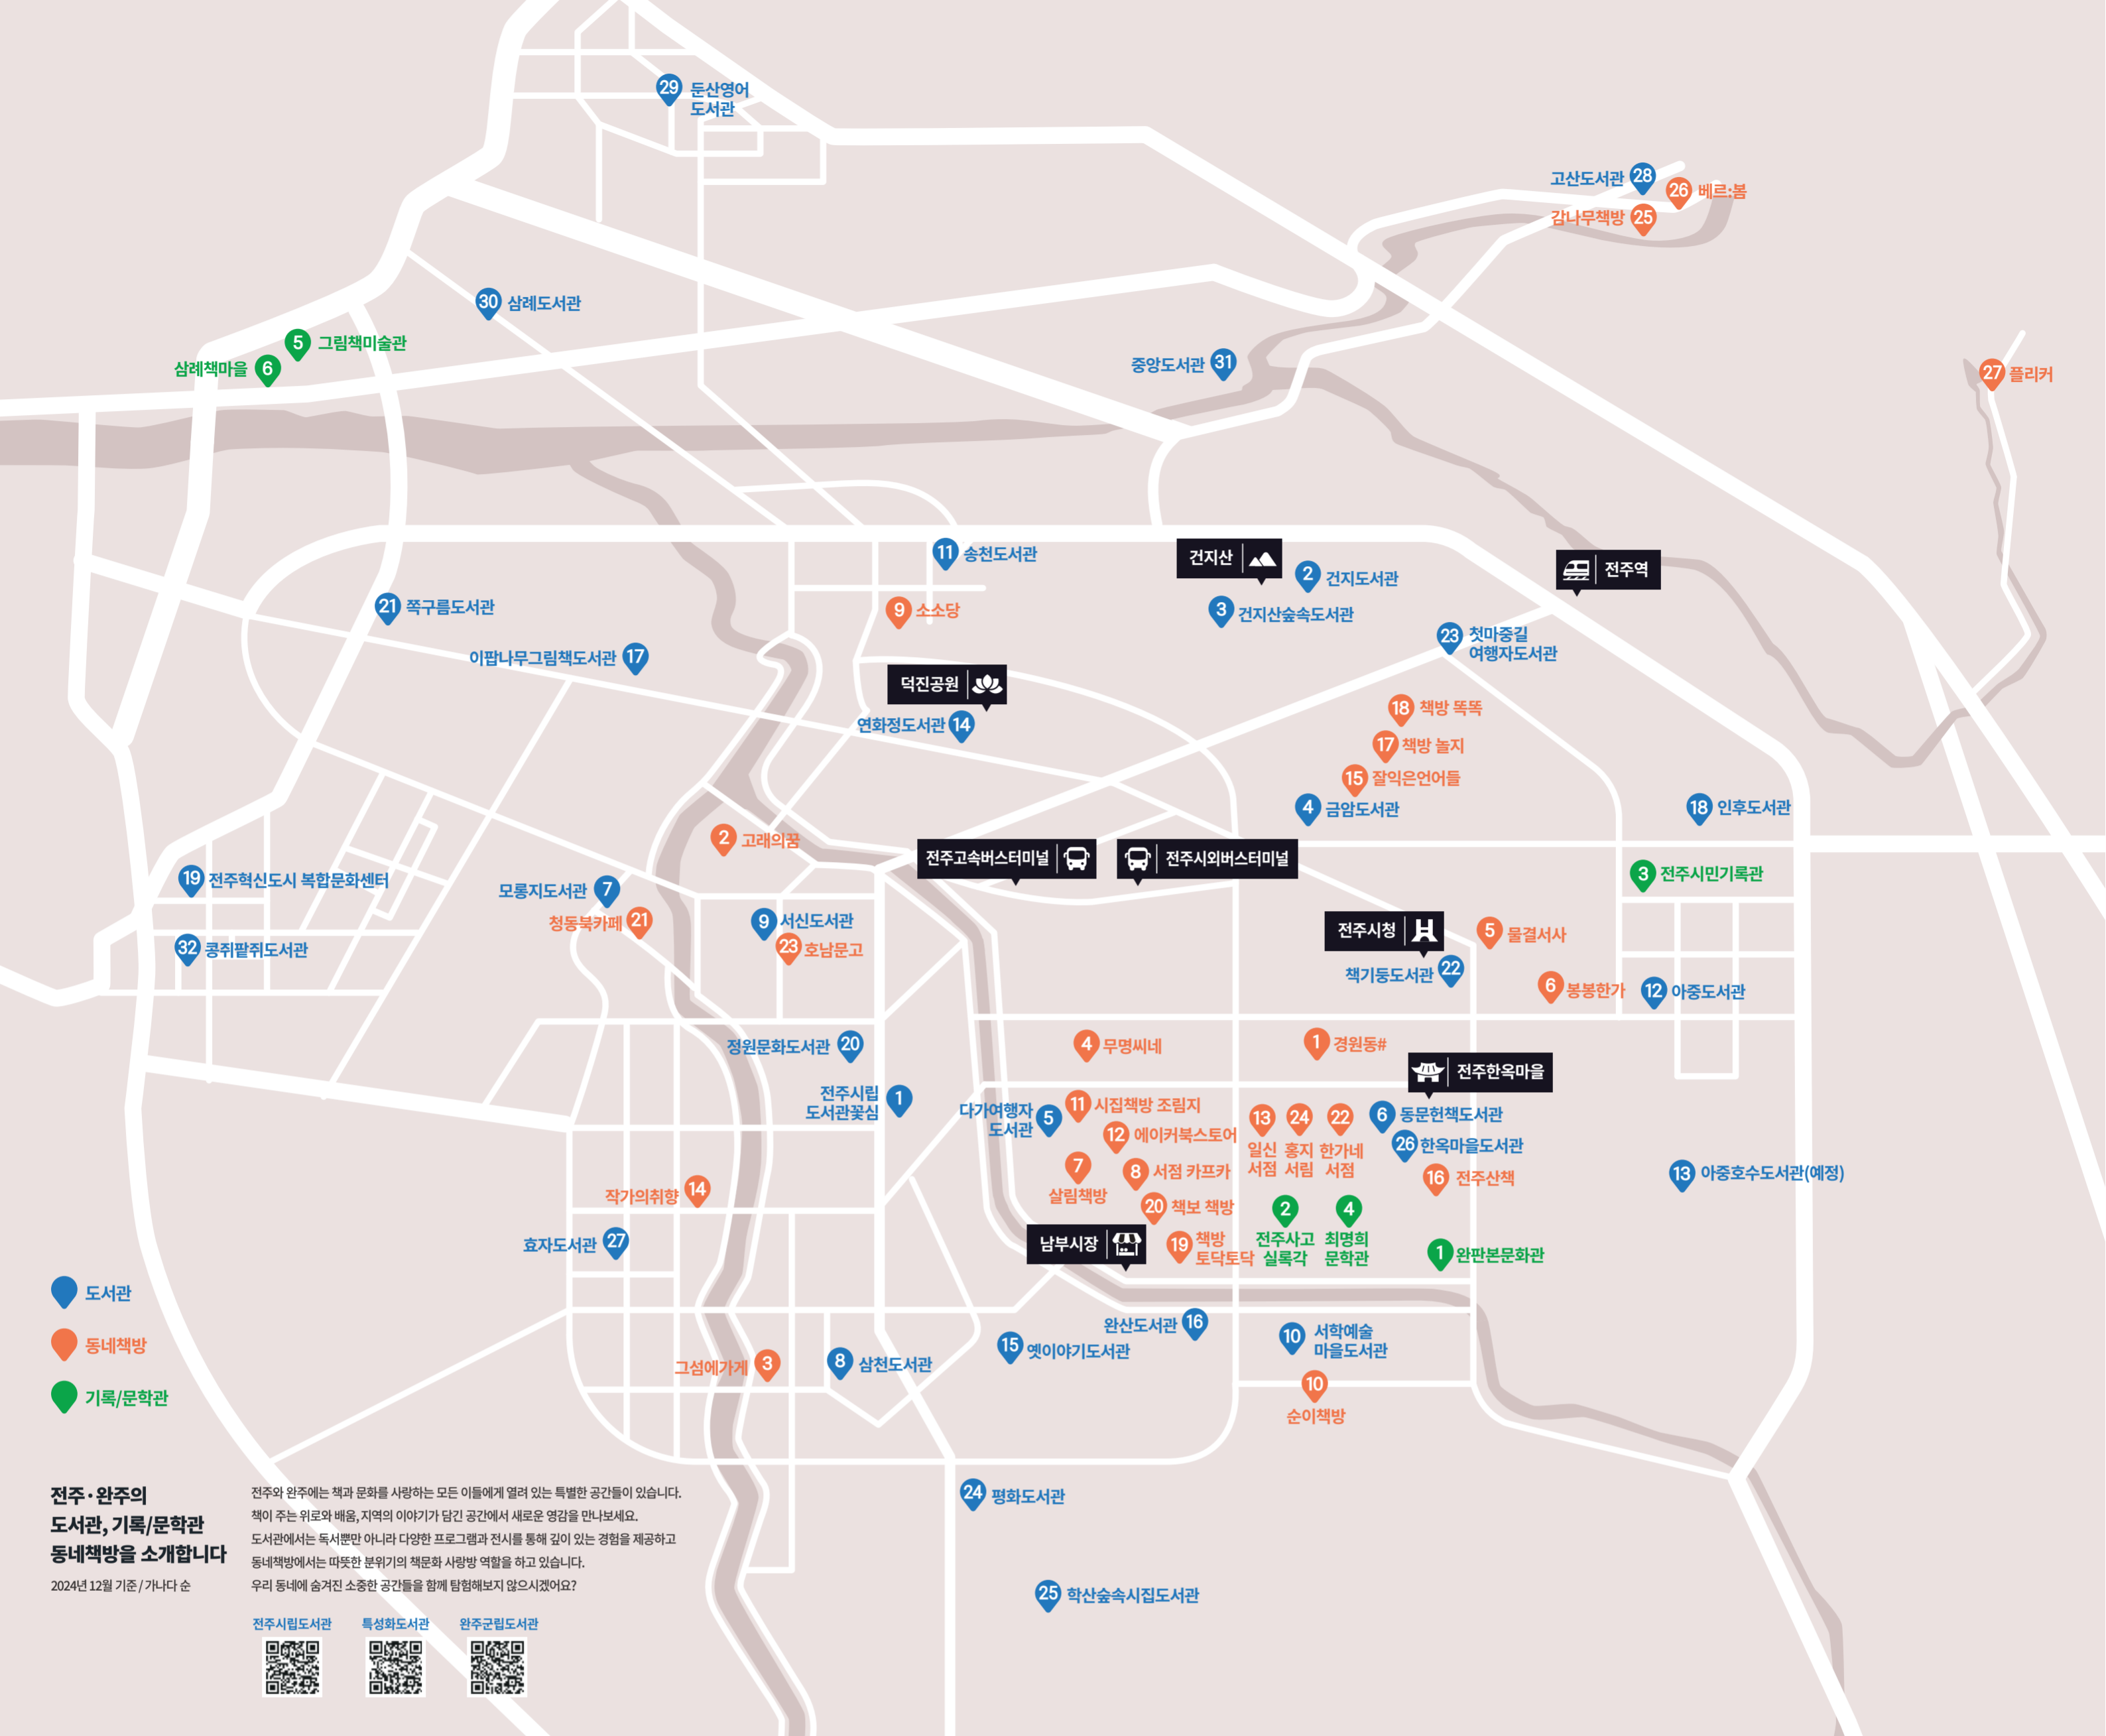 29 둔산영어
도서관
고산도서관 28
26 베르:봄
감나무책방 25
30 삼례도서관
5 그림책미술관
삼례책마을 6
중앙도서관 31
27 플리커
11 송천도서관
건지산
2 건지도서관
전주역
21 쪽구름도서관
9 소소당
3 건지산숲속도서관
23 첫마중길
여행자도서관
이팝나무그림책도서관 17
덕진공원
연화정도서관 14
18 책방 똑똑
17 책방 놀지
15 잘익은언어들
4 금암도서관
18 인후도서관
2 고래의꿈
전주고속버스터미널
전주시외버스터미널
3 전주시민기록관
19 전주혁신도시 복합문화센터
모롱지도서관 7
청동북카페 21
9 서신도서관
23 호남문고
전주시청
5 물결서사
32 콩쥐팥쥐도서관
책기둥도서관 22
6 봉봉한가
12 아중도서관
정원문화도서관 20
4 무명씨네
1 경원동#
전주한옥마을
전주시립
도서관꽃심 1
다가여행자
도서관 5
11 시집책방 조림지
12 에이커북스토어
13 일신
서점
24 홍지
서림
22 한가네
서점
6 동문헌책도서관
26 한옥마을도서관
7 살림책방
8 서점 카프카
16 전주산책
13 아중호수도서관(예정)
작가의취향 14
20 책보 책방
2 전주사고
실록각
4 최명희
문학관
효자도서관 27
남부시장
19 책방
토닥토닥
1 완판본문화관
도서관
동네책방
기록/문학관
완산도서관 16
15 옛이야기도서관
10 서학예술
마을도서관
그섬에가게 3
8 삼천도서관
10
순이책방
24 평화도서관
25 학산숲속시집도서관
전주·완주의
도서관, 기록/문학관
동네책방을 소개합니다
2024년 12월 기준 / 가나다 순
전주와 완주에는 책과 문화를 사랑하는 모든 이들에게 열려 있는 특별한 공간들이 있습니다.
책이 주는 위로와 배움, 지역의 이야기가 담긴 공간에서 새로운 영감을 만나보세요.
도서관에서는 독서뿐만 아니라 다양한 프로그램과 전시를 통해 깊이 있는 경험을 제공하고
동네책방에서는 따뜻한 분위기의 책문화 사랑방 역할을 하고 있습니다.
우리 동네에 숨겨진 소중한 공간들을 함께 탐험해보지 않으시겠어요?
전주시립도서관
특성화도서관
완주군립도서관